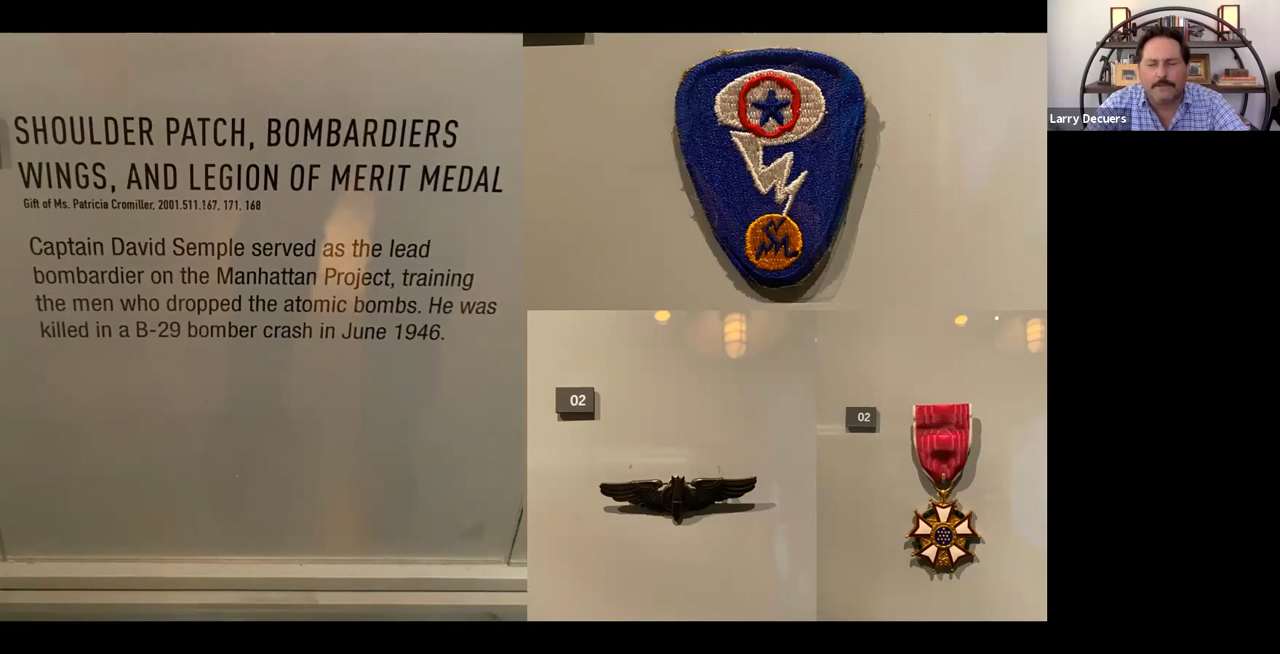 SHOULDER PATCH, BOMBARDIERS
WINGS, AND LEGION OF MERIT MEDAL
Gift of Ms. Patricia Cromiller, 2001.511.167, 171, 168
Captain David Semple served as the lead
bombardier on the Manhattan Project, training
the men who dropped the atomic bombs. He was
killed in a B-29 bomber crash in June 1946.
02
02
Larry Decuers